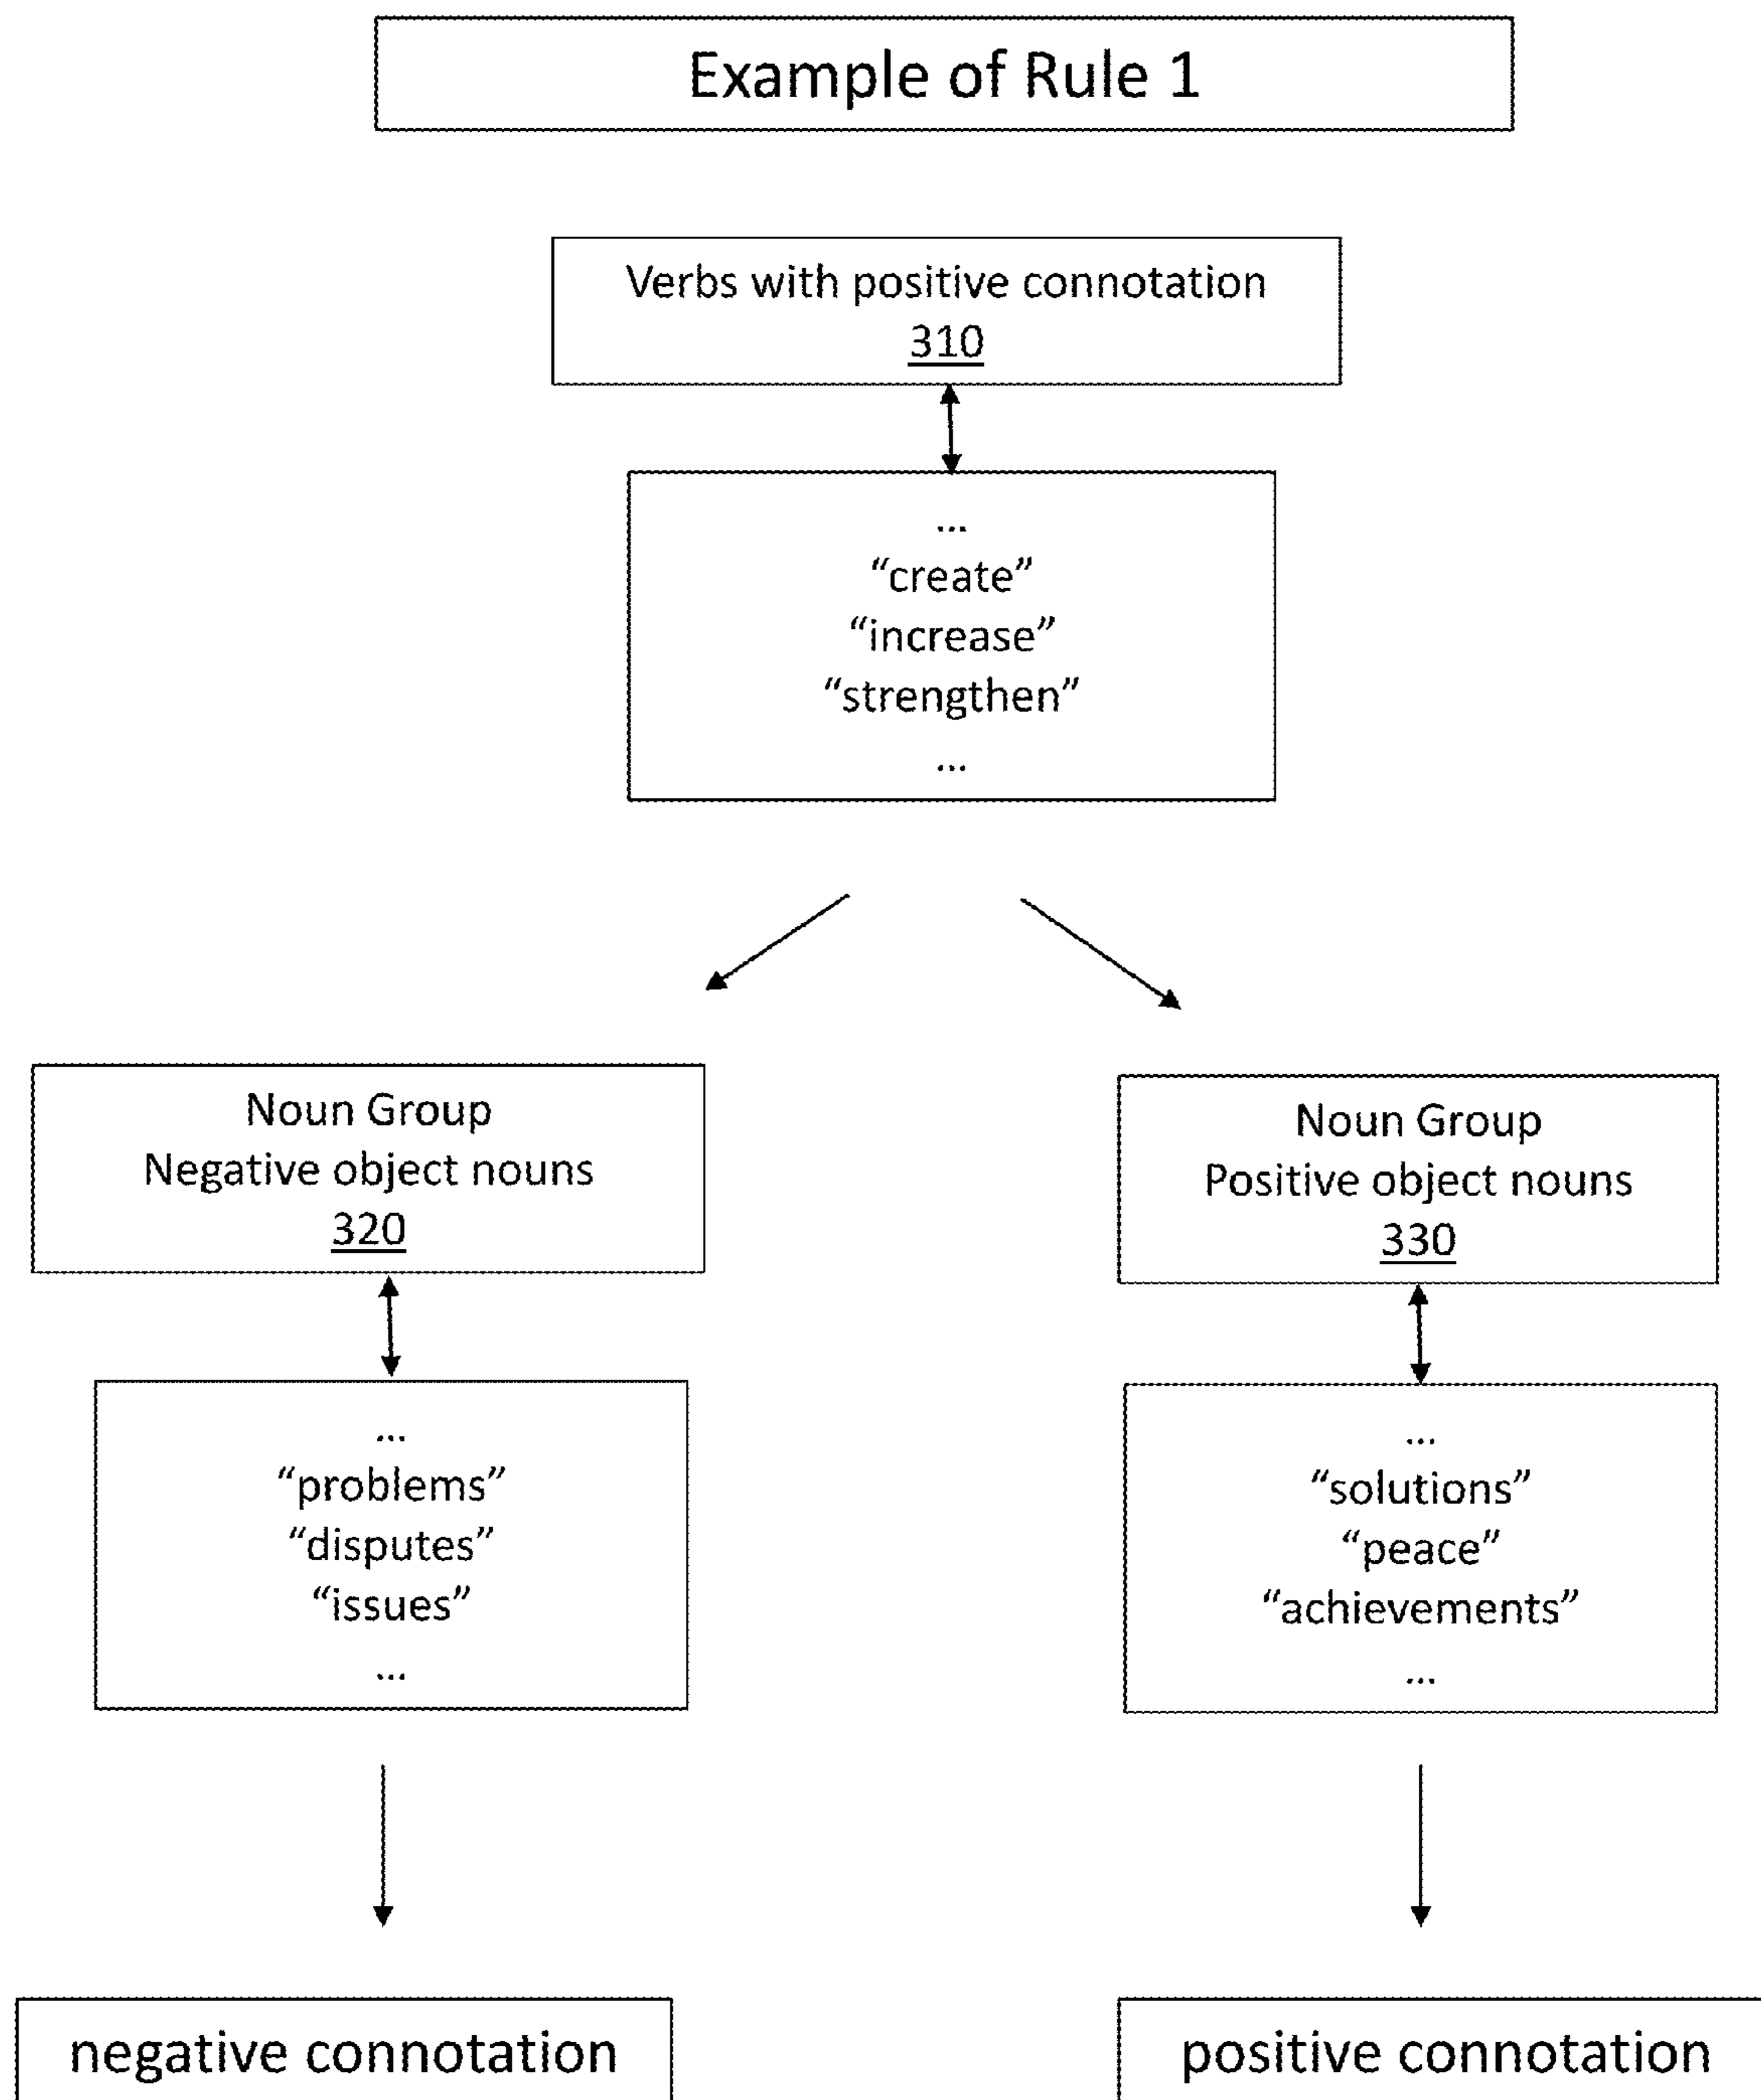 Example of Rule 1
Verbs with positive connotation
310
...
“create”
“increase”
“strengthen”
...
Noun Group
Negative object nouns
320
...
“problems”
“disputes”
“issues”
...
Noun Group
Positive object nouns
330
...
“solutions”
“peace”
“achievements”
...
negative connotation
positive connotation